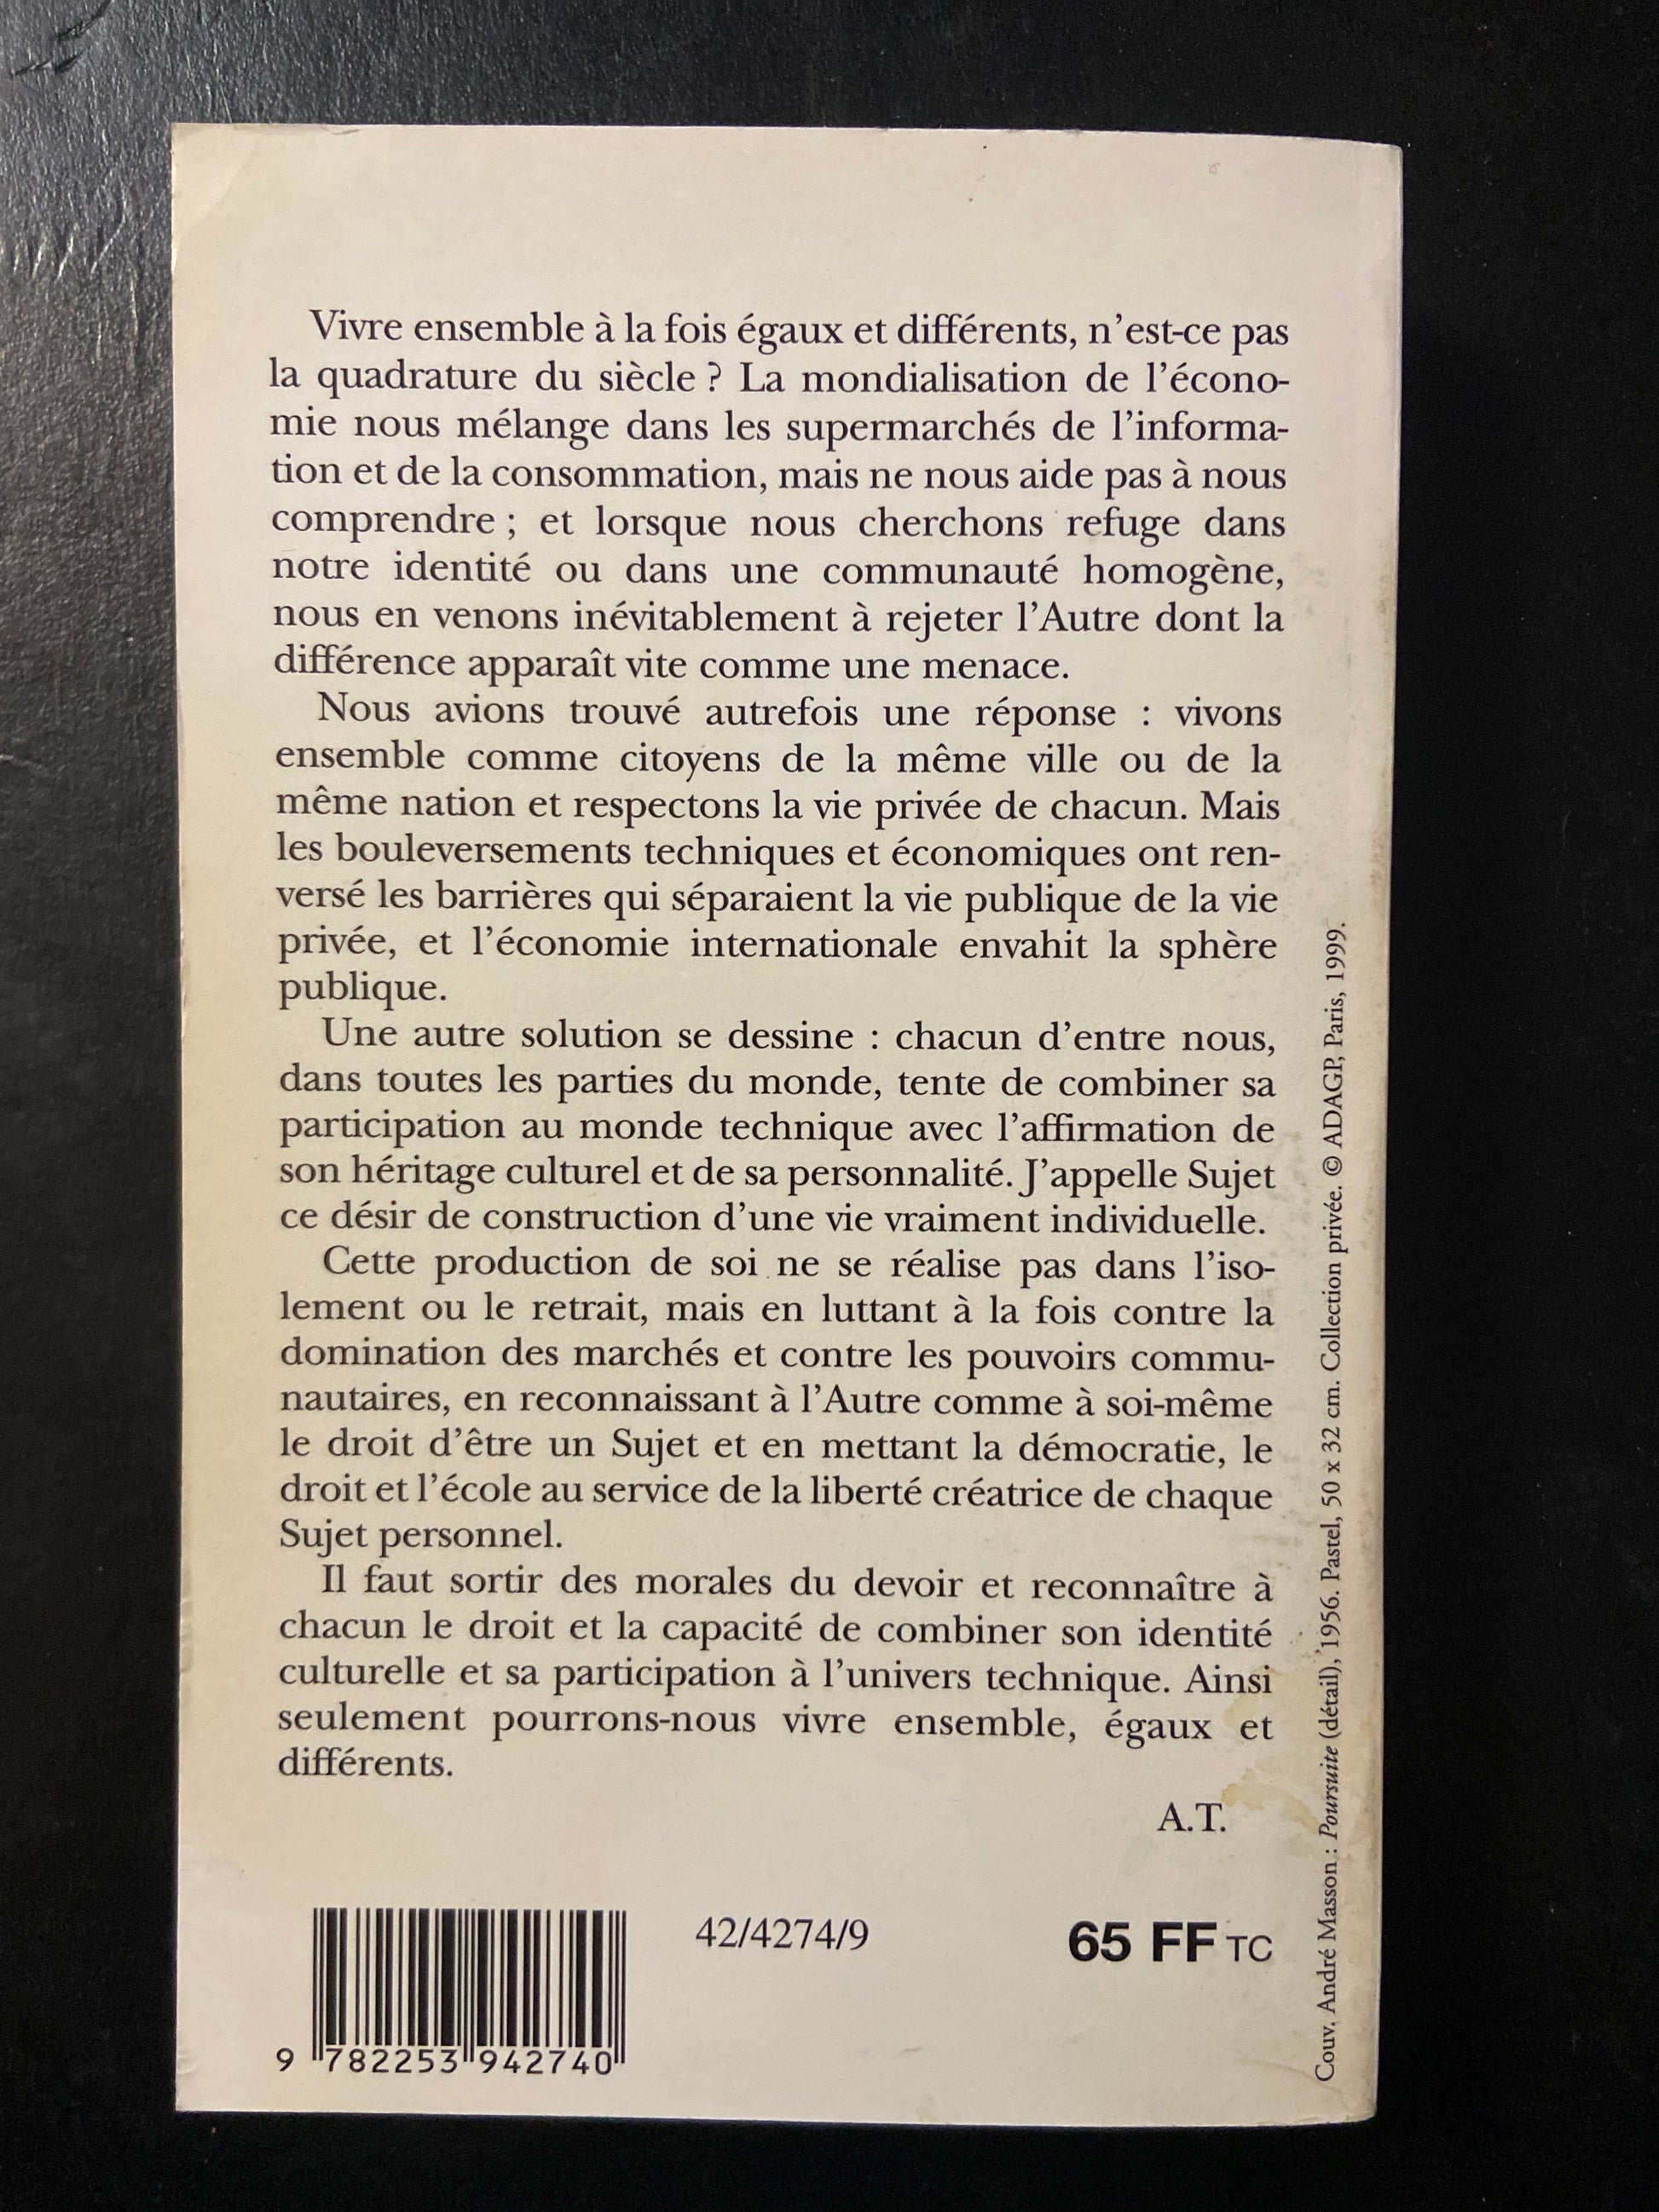 Vivre ensemble à la fois égaux et différents, n'est-ce pas
la quadrature du siècle ? La mondialisation de l'écono-
mie nous mélange dans les supermarchés de l'informa-
tion et de la consommation, mais ne nous aide pas à nous
comprendre ; et lorsque nous cherchons refuge dans
notre identité ou dans une communauté homogène,
nous en venons inévitablement à rejeter l'Autre dont la
différence apparaît vite comme une menace.
Nous avions trouvé autrefois une réponse : vivons
ensemble comme citoyens de la même ville ou de la
même nation et respectons la vie privée de chacun. Mais
les bouleversements techniques et économiques ont ren-
versé les barrières qui séparaient la vie publique de la vie
privée, et l'économie internationale envahit la sphère
publique.
Une autre solution se dessine : chacun d'entre nous,
dans toutes les parties du monde, tente de combiner sa
participation au monde technique avec l'affirmation de
son héritage culturel et de sa personnalité. J'appelle Sujet
ce désir de construction d'une vie vraiment individuelle.
Cette production de soi ne se réalise pas dans l'iso-
lement ou le retrait, mais en luttant à la fois contre la
domination des marchés et contre les pouvoirs commu-
nautaires, en reconnaissant à l'Autre comme à soi-même
le droit d'être un Sujet et en mettant la démocratie, le
droit et l'école au service de la liberté créatrice de chaque
Sujet personnel.
Il faut sortir des morales du devoir et reconnaître à
chacun le droit et la capacité de combiner son identité
culturelle et sa participation à l'univers technique. Ainsi
seulement pourrons-nous vivre ensemble, égaux et
différents.
A.T.
42/4274/9
65 FF TC
9 782253 942740
Couv. André Masson : Poursuite (détail), 1956. Pastel, 50 x 32 cm. Collection privée. © ADAGP, Paris, 1999.